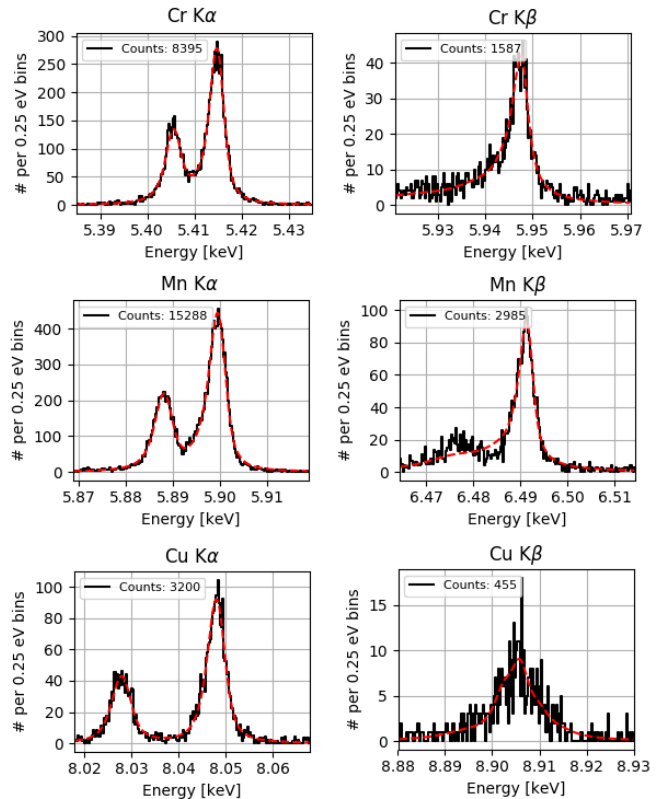 Cr Kα
300
250
200
150
100
50
0
# per 0.25 eV bins
Counts: 8395
5.39 5.40 5.41 5.42 5.43
Energy [keV]
Cr Kβ
40
30
20
10
0
# per 0.25 eV bins
Counts: 1587
5.93 5.94 5.95 5.96 5.97
Energy [keV]
Mn Kα
400
300
200
100
0
# per 0.25 eV bins
Counts: 15288
5.87 5.88 5.89 5.90 5.91
Energy [keV]
Mn Kβ
100
80
60
40
20
0
# per 0.25 eV bins
Counts: 2985
6.47 6.48 6.49 6.50 6.51
Energy [keV]
Cu Kα
100
80
60
40
20
0
# per 0.25 eV bins
Counts: 3200
8.02 8.03 8.04 8.05 8.06
Energy [keV]
Cu Kβ
15
10
5
0
# per 0.25 eV bins
Counts: 455
8.88 8.89 8.90 8.91 8.92 8.93
Energy [keV]